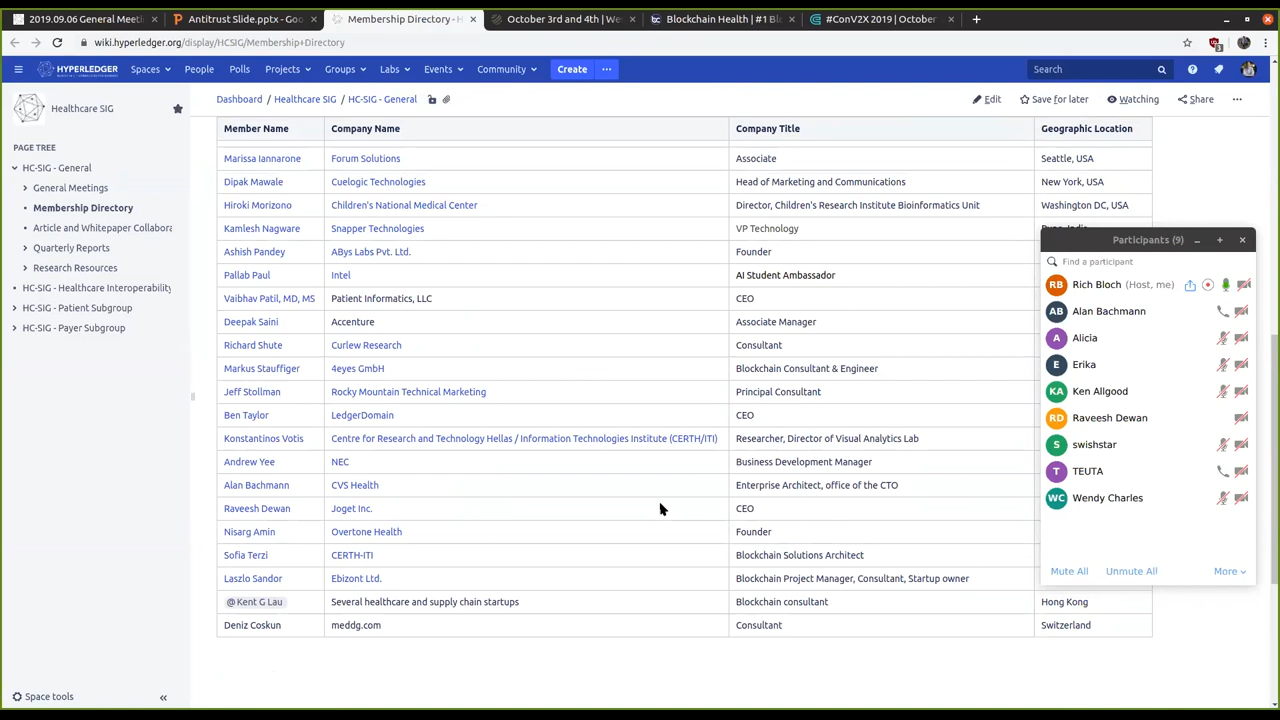 2019.09.06 General Meeti
Antitrust Slide.pptx - Goo
Membership Directory - H
October 3rd and 4th | We
Blockchain Health | #1 Blo
#ConV2X 2019 | October
wiki.hyperledger.org/display/HCSIG/Membership+Directory
3
HYPERLEDGER Spaces People Polls Projects Groups Labs Events Community Create Search
Healthcare SIG
Dashboard / Healthcare SIG / HC-SIG - General
Edit Save for later Watching Share
PAGE TREE
HC-SIG - General
General Meetings
Membership Directory
Article and Whitepaper Collabora
Quarterly Reports
Research Resources
HC-SIG - Healthcare Interoperability
HC-SIG - Patient Subgroup
HC-SIG - Payer Subgroup
Space tools
Member Name Company Name Company Title Geographic Location
Marissa Iannarone Forum Solutions Associate Seattle, USA
Dipak Mawale Cuelogic Technologies Head of Marketing and Communications New York, USA
Hiroki Morizono Children's National Medical Center Director, Children's Research Institute Bioinformatics Unit Washington DC, USA
Kamlesh Nagware Snapper Technologies VP Technology
Ashish Pandey ABys Labs Pvt. Ltd. Founder
Pallab Paul Intel AI Student Ambassador
Vaibhav Patil, MD, MS Patient Informatics, LLC CEO
Deepak Saini Accenture Associate Manager
Richard Shute Curlew Research Consultant
Markus Stauffiger 4eyes GmbH Blockchain Consultant & Engineer
Jeff Stollman Rocky Mountain Technical Marketing Principal Consultant
Ben Taylor LedgerDomain CEO
Konstantinos Votis Centre for Research and Technology Hellas / Information Technologies Institute (CERTH/ITI) Researcher, Director of Visual Analytics Lab
Andrew Yee NEC Business Development Manager
Alan Bachmann CVS Health Enterprise Architect, office of the CTO
Raveesh Dewan Joget Inc. CEO
Nisarg Amin Overtone Health Founder
Sofia Terzi CERTH-ITI Blockchain Solutions Architect
Laszlo Sandor Ebizont Ltd. Blockchain Project Manager, Consultant, Startup owner
@Kent G Lau Several healthcare and supply chain startups Blockchain consultant Hong Kong
Deniz Coskun meddg.com Consultant Switzerland
Participants (9)
Find a participant
RB Rich Bloch (Host, me)
AB Alan Bachmann
A Alicia
E Erika
KA Ken Allgood
RD Raveesh Dewan
S swishstar
T TEUTA
WC Wendy Charles
Mute All Unmute All More